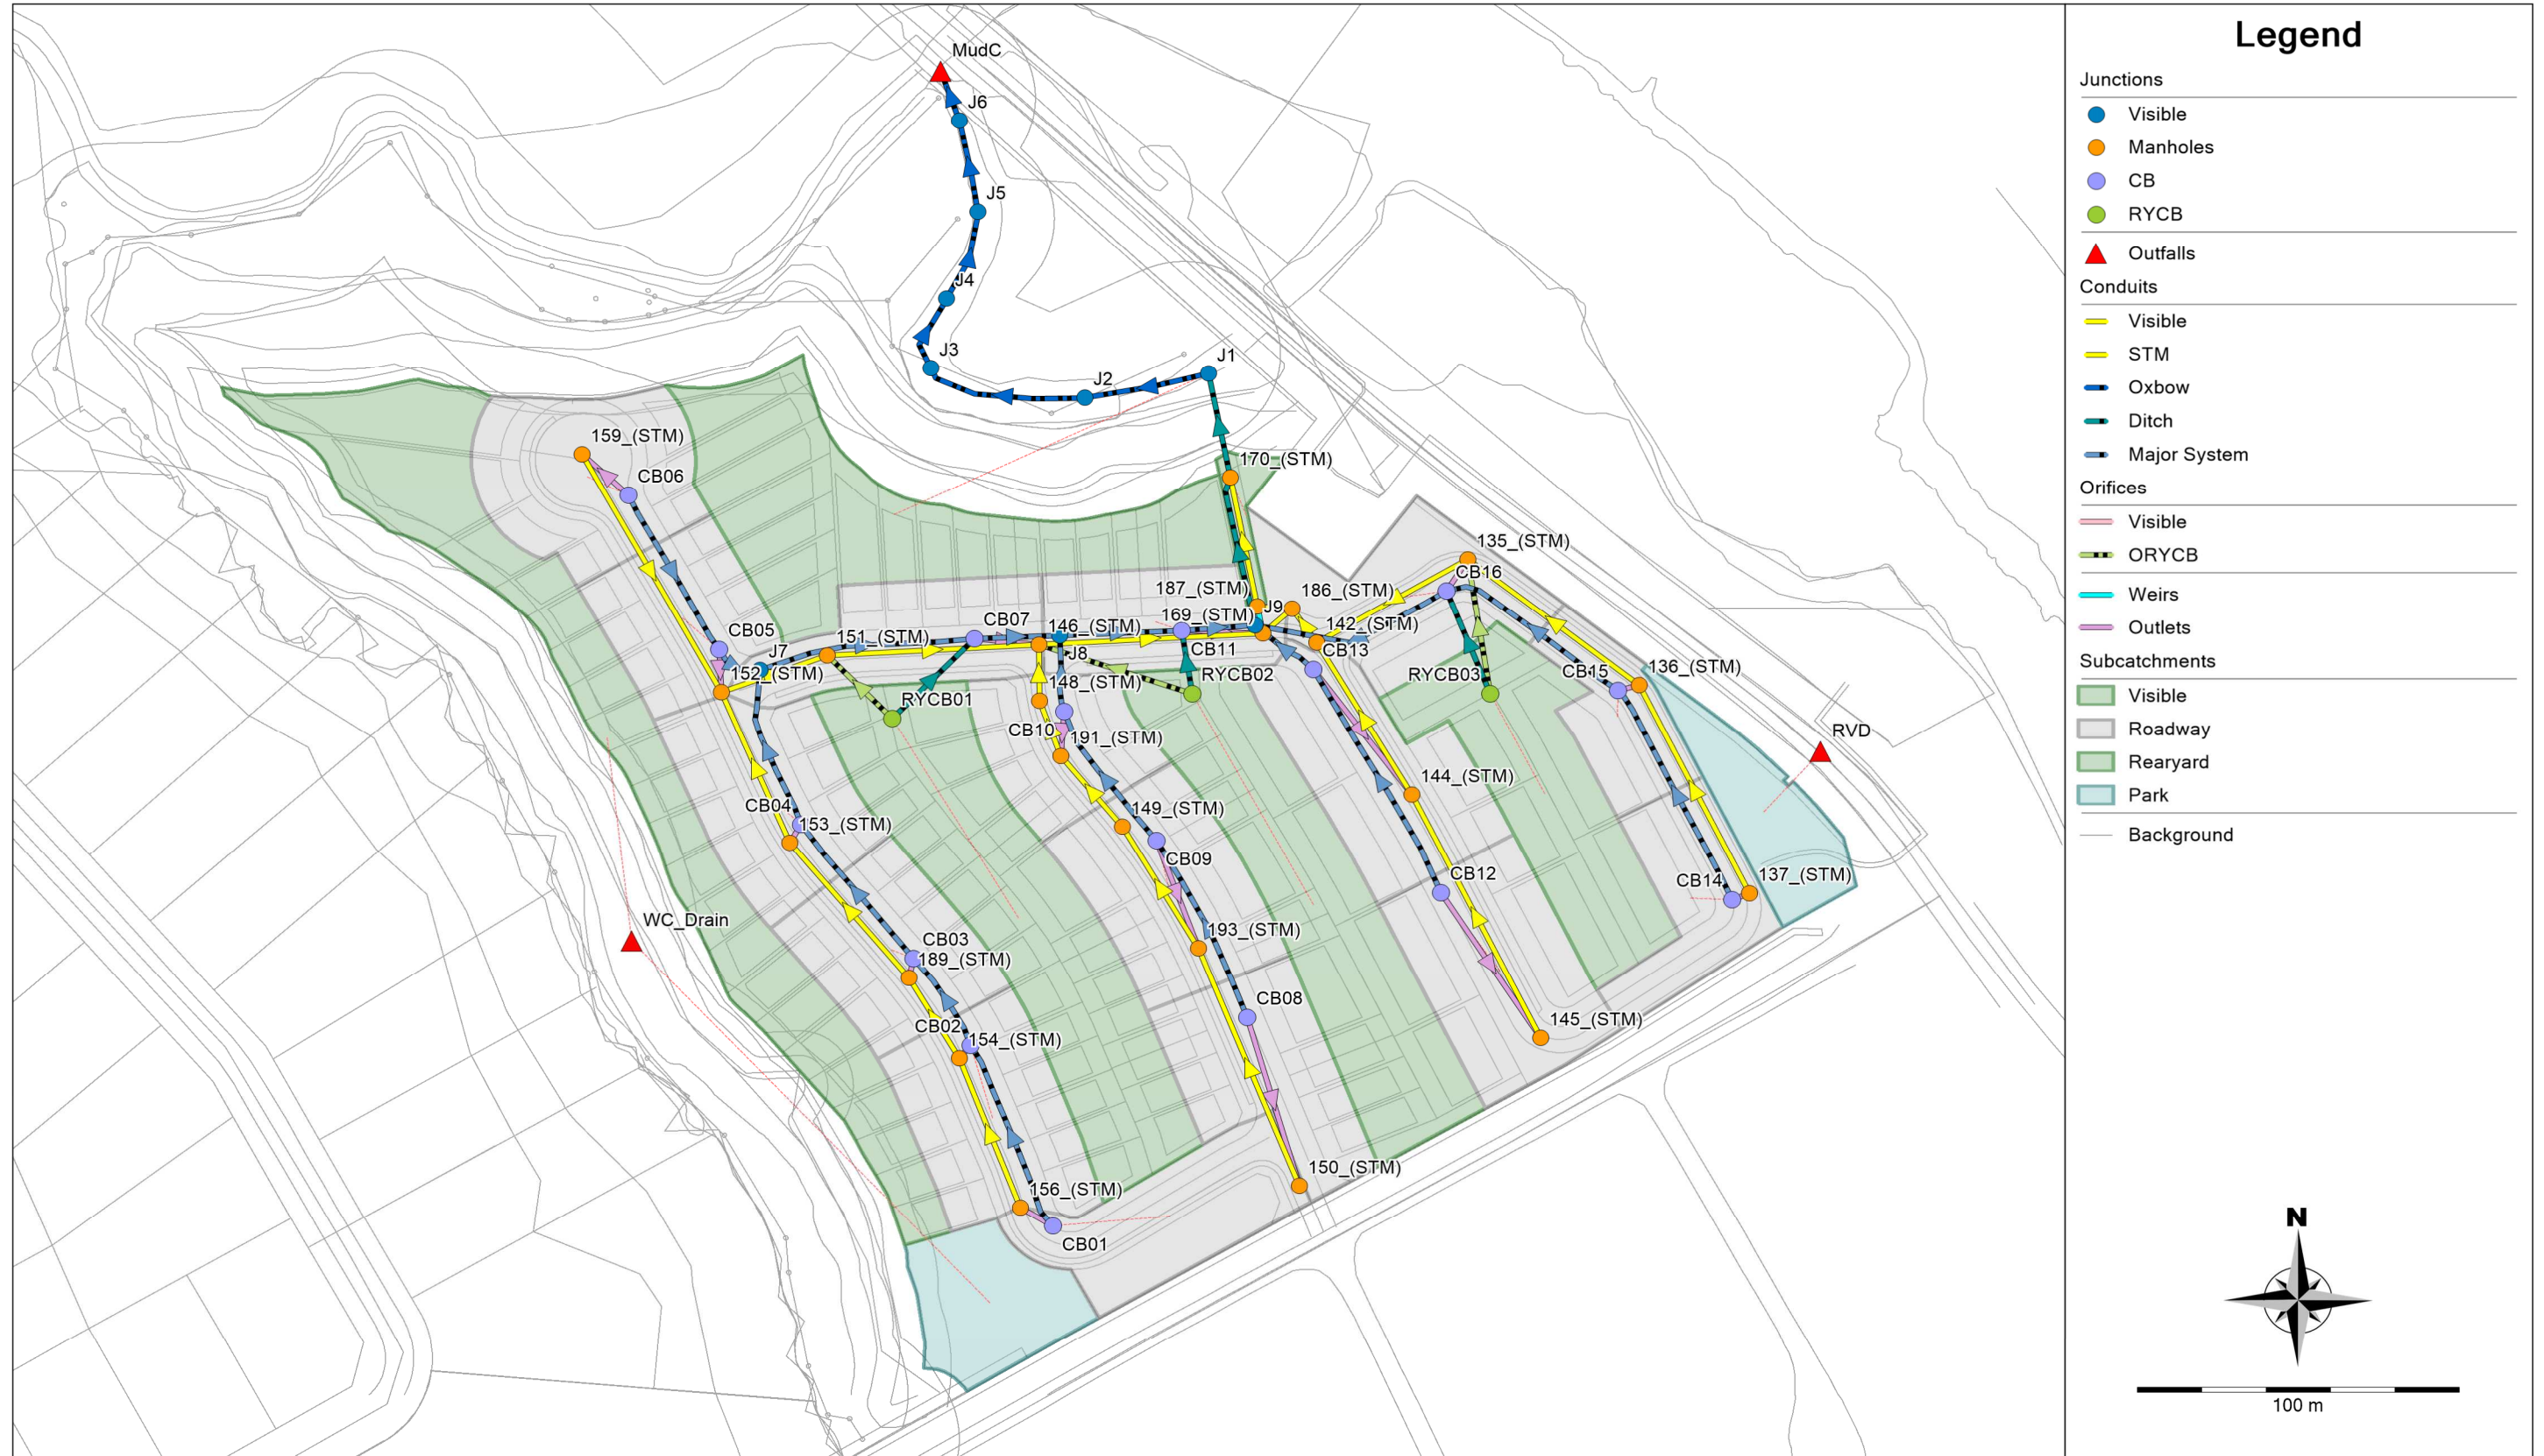 MudC
J6
J5
J4
J3
J2
J1
159_(STM)
CB06
170_(STM)
135_(STM)
CB16
187_(STM)
186_(STM)
J9
169_(STM)
142_(STM)
CB07
146_(STM)
151_(STM)
CB05
J7
J8
CB11
CB13
152_(STM)
148_(STM)
RYCB01
RYCB02
RYCB03
CB15
136_(STM)
CB10
191_(STM)
RVD
144_(STM)
CB04
153_(STM)
149_(STM)
CB09
CB12
CB14
137_(STM)
WC_Drain
CB03
189_(STM)
193_(STM)
CB08
CB02
154_(STM)
145_(STM)
150_(STM)
156_(STM)
CB01
Legend
Junctions
Visible
Manholes
CB
RYCB
Outfalls
Conduits
Visible
STM
Oxbow
Ditch
Major System
Orifices
Visible
ORYCB
Weirs
Outlets
Subcatchments
Visible
Roadway
Rearyard
Park
Background
N
100 m